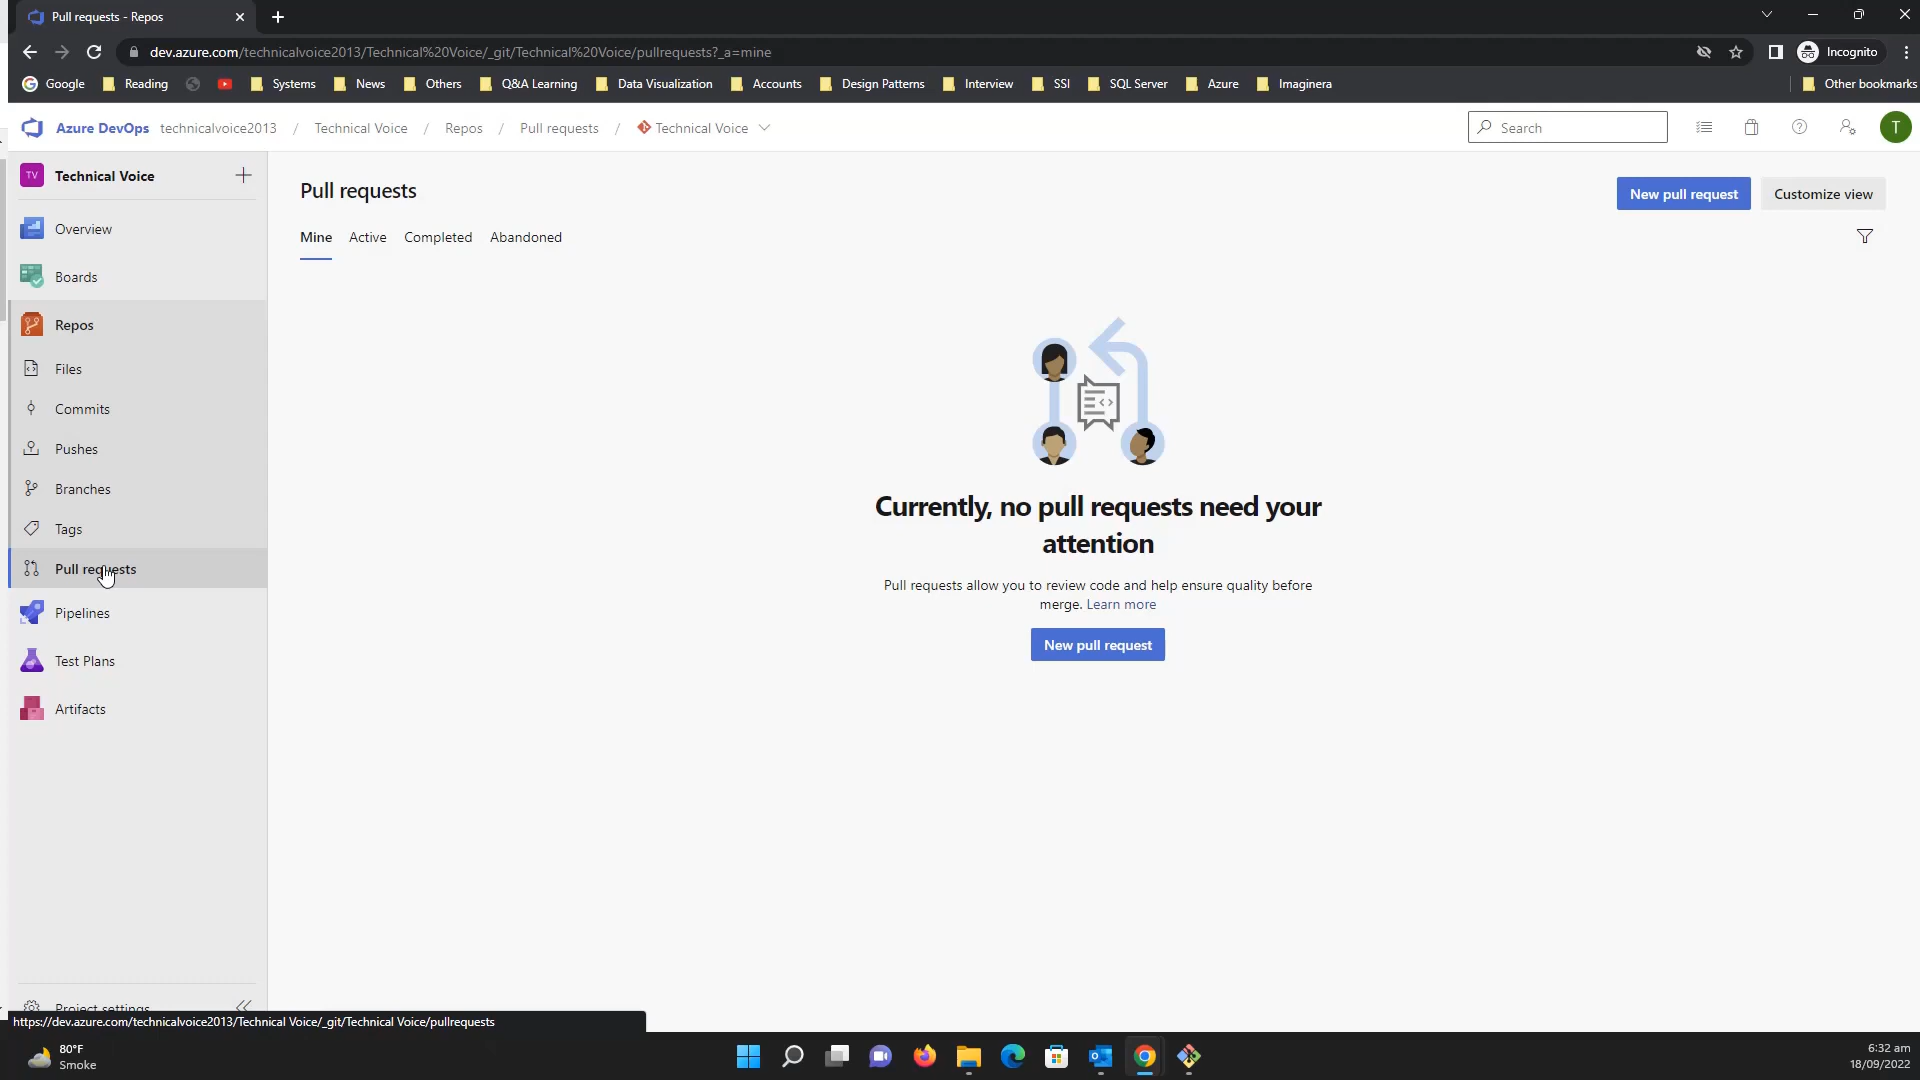 Pull requests - Repos
dev.azure.com/technicalvoice2013/Technical%20Voice/_git/Technical%20Voice/pullrequests?_a=mine
Incognito
Google Reading Systems News Others Q&A Learning Data Visualization Accounts Design Patterns Interview SSI SQL Server Azure Imaginera Other bookmarks
Azure DevOps technicalvoice2013 / Technical Voice / Repos / Pull requests / Technical Voice
Search
T
TV Technical Voice
Overview
Boards
Repos
Files
Commits
Pushes
Branches
Tags
Pull requests
Pipelines
Test Plans
Artifacts
Project settings
Pull requests
New pull request
Customize view
Mine Active Completed Abandoned
Currently, no pull requests need your
attention
Pull requests allow you to review code and help ensure quality before
merge. Learn more
New pull request
https://dev.azure.com/technicalvoice2013/Technical Voice/_git/Technical Voice/pullrequests
80°F
Smoke
6:32 am
18/09/2022